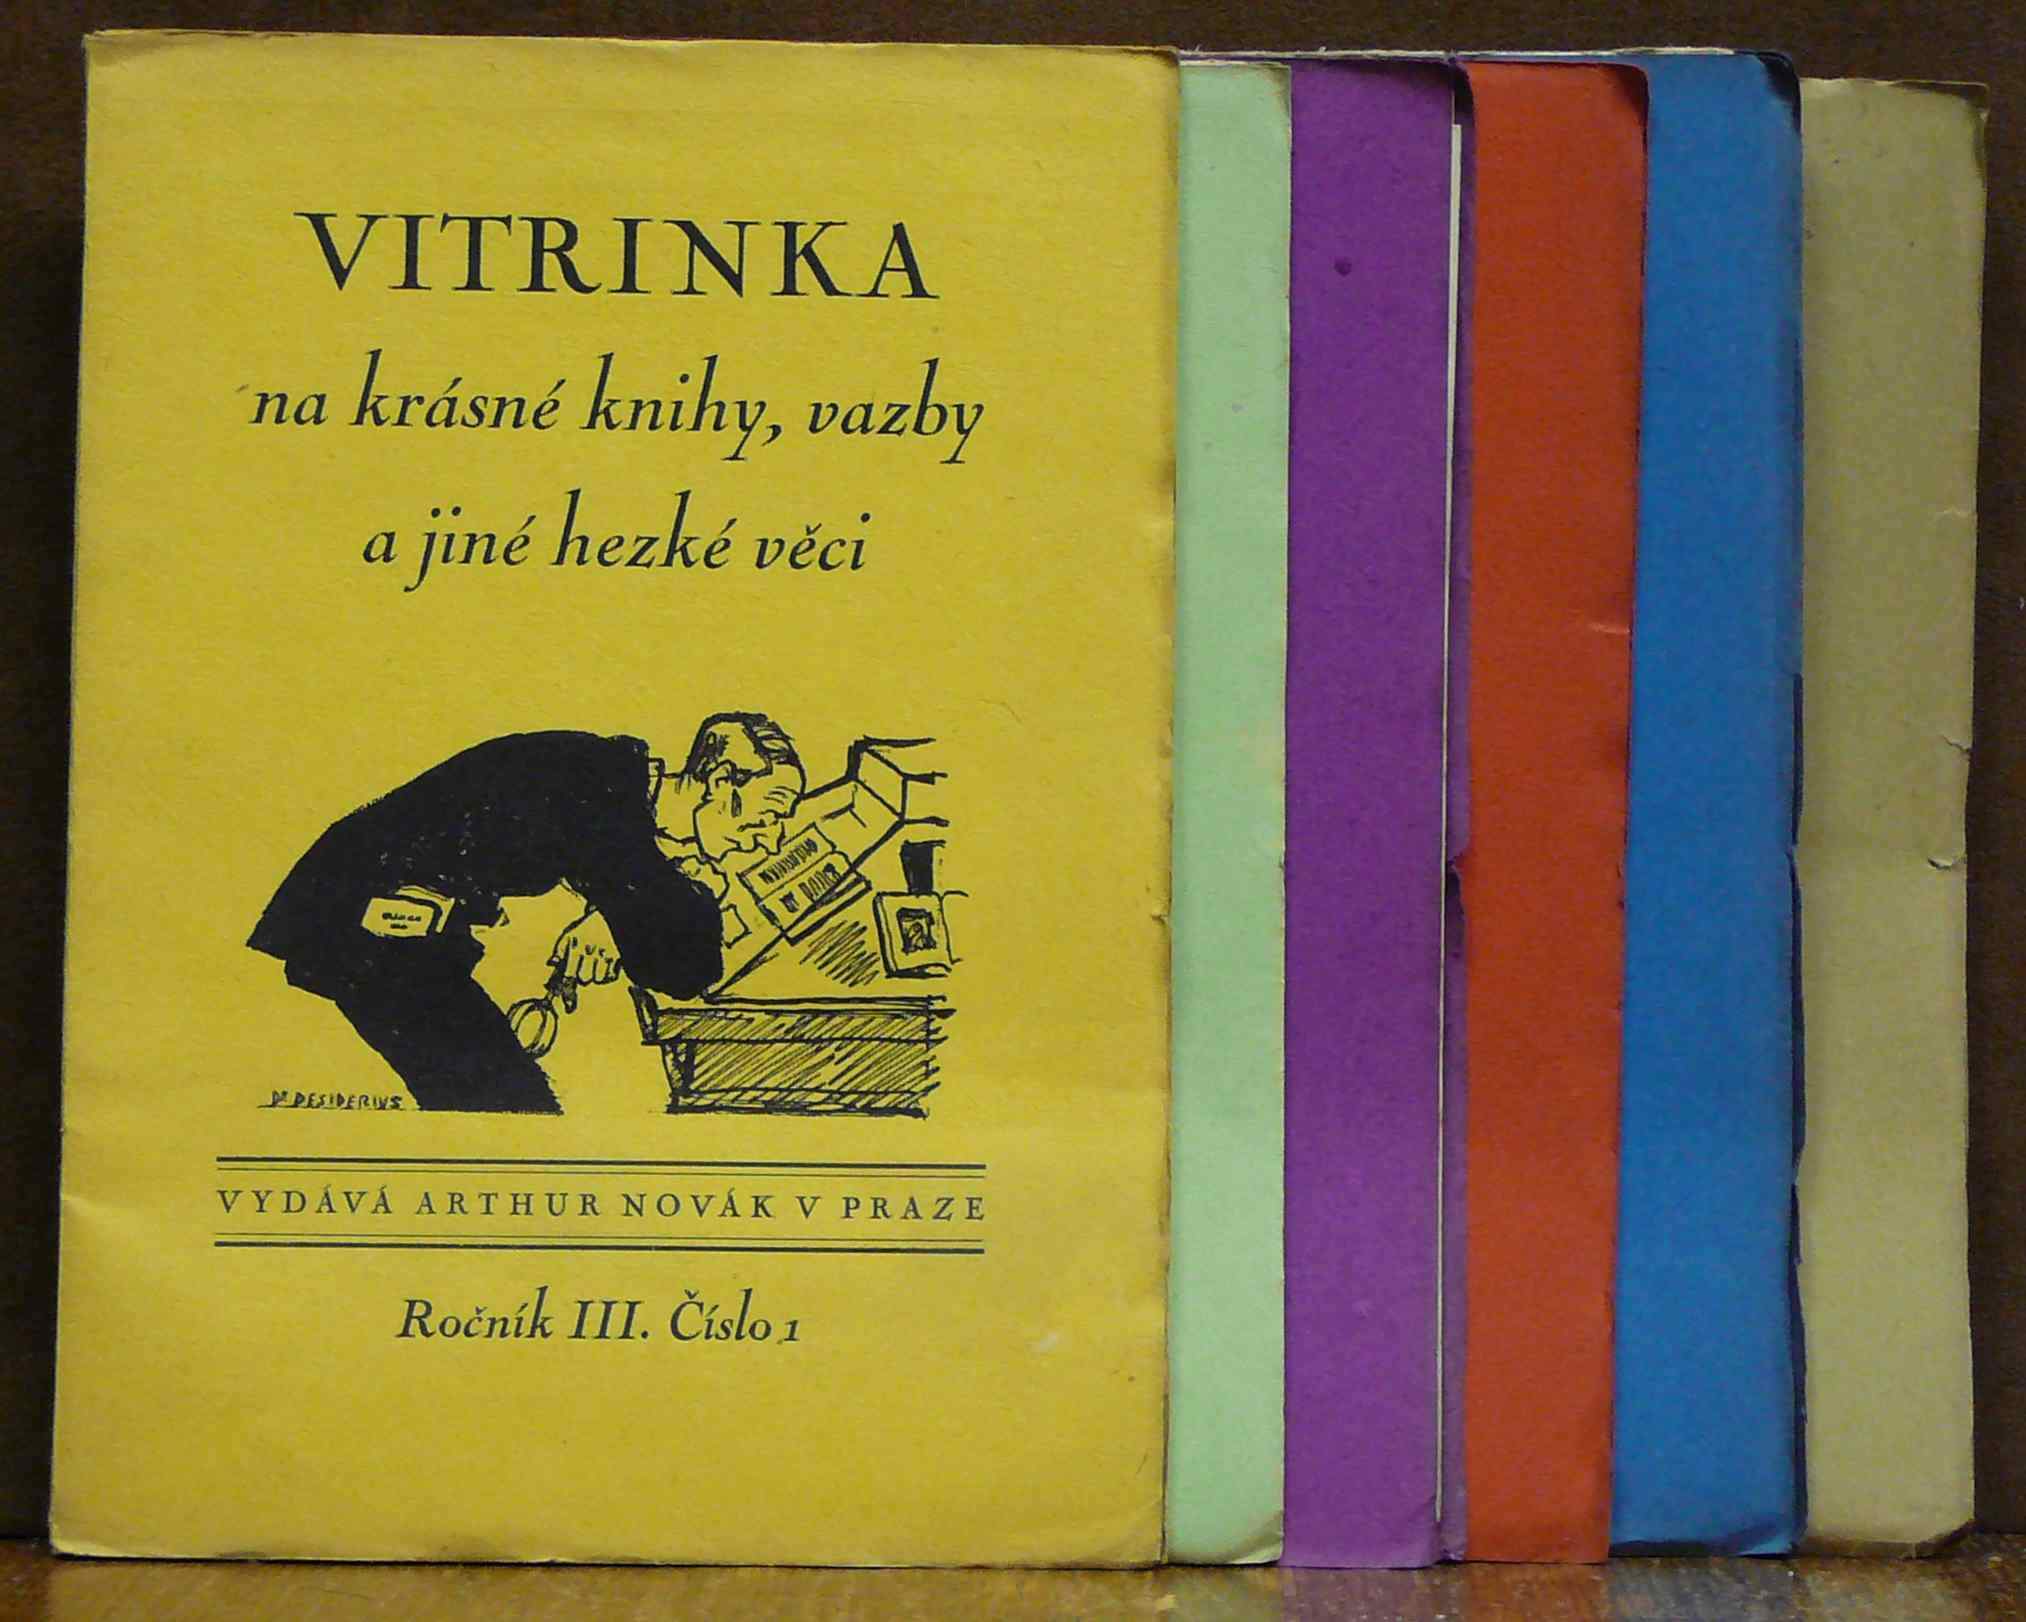 VITRINKA
na krásné knihy, vazby
a jiné hezké věci
Dr DESIDERIUS
VYDÁVÁ ARTHUR NOVÁK V PRAZE
Ročník III. Číslo 1